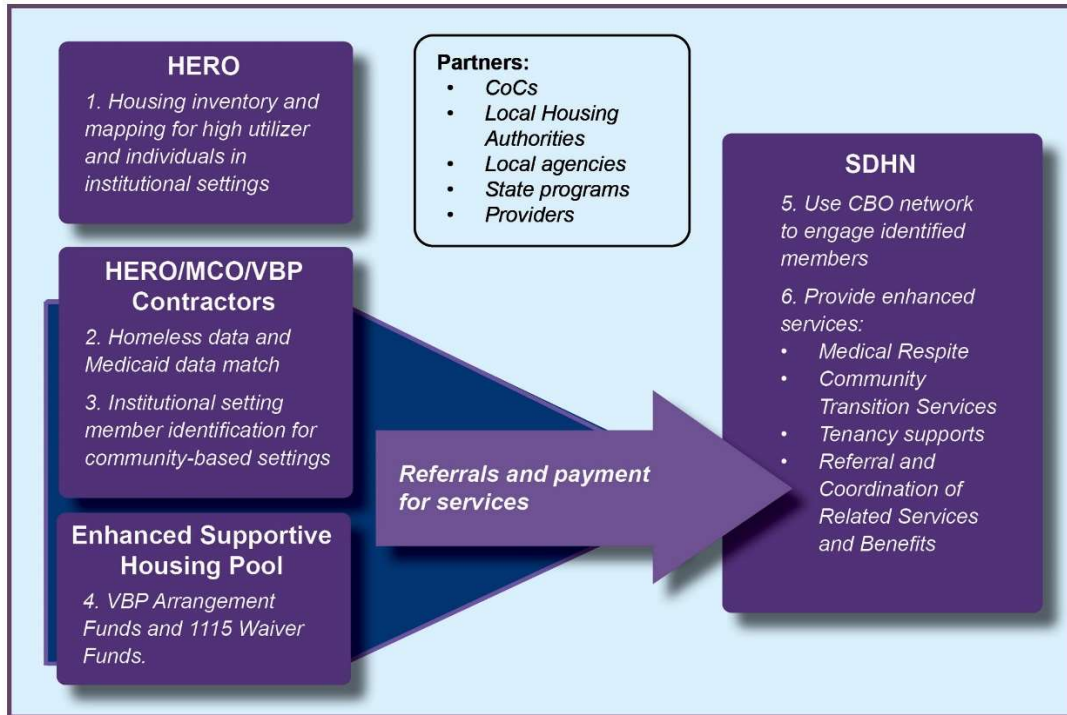 HERO
1. Housing inventory and
mapping for high utilizer
and individuals in
institutional settings
HERO/MCO/VBP
Contractors
2. Homeless data and
Medicaid data match
3. Institutional setting
member identification for
community-based settings
Enhanced Supportive
Housing Pool
4. VBP Arrangement
Funds and 1115 Waiver
Funds.
Partners:
• CoCs
• Local Housing
Authorities
• Local agencies
• State programs
• Providers
Referrals and payment
for services
SDHN
5. Use CBO network
to engage identified
members
6. Provide enhanced
services:
• Medical Respite
• Community
Transition Services
• Tenancy supports
• Referral and
Coordination of
Related Services
and Benefits